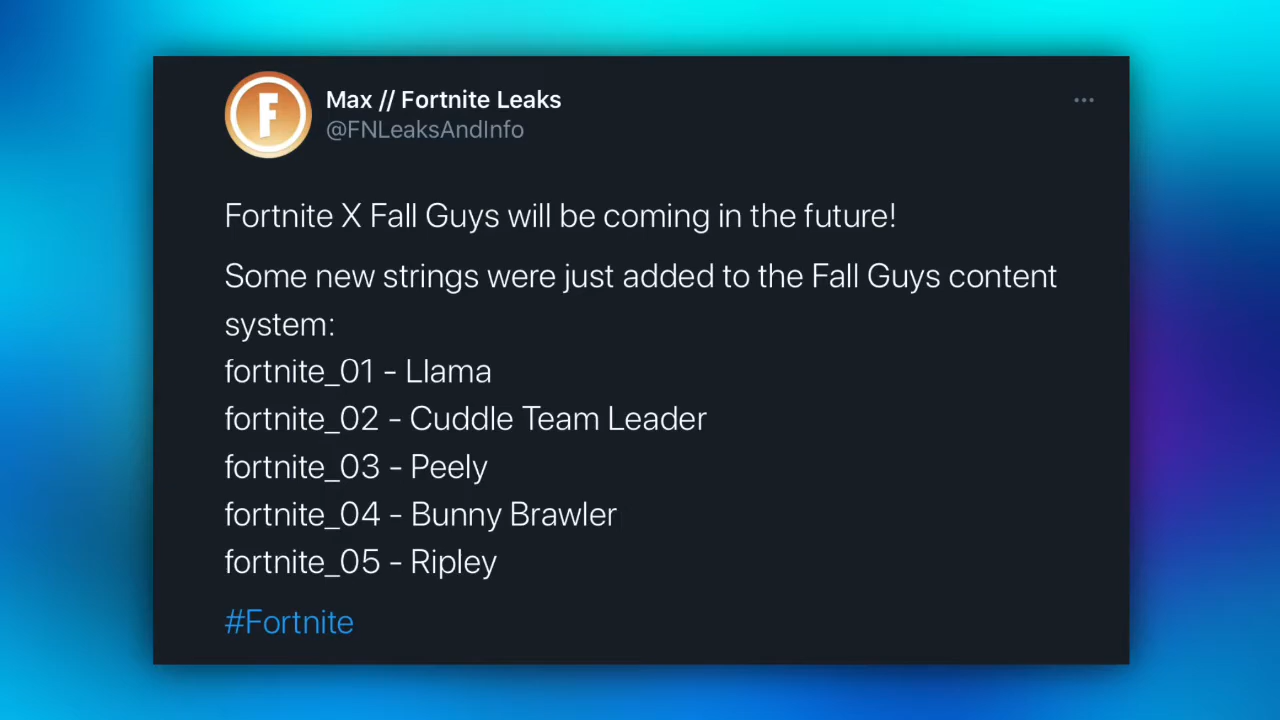 F
Max // Fortnite Leaks
@FNLeaksAndInfo
Fortnite X Fall Guys will be coming in the future!
Some new strings were just added to the Fall Guys content
system:
fortnite_01 - Llama
fortnite_02 - Cuddle Team Leader
fortnite_03 - Peely
fortnite_04 - Bunny Brawler
fortnite_05 - Ripley
#Fortnite